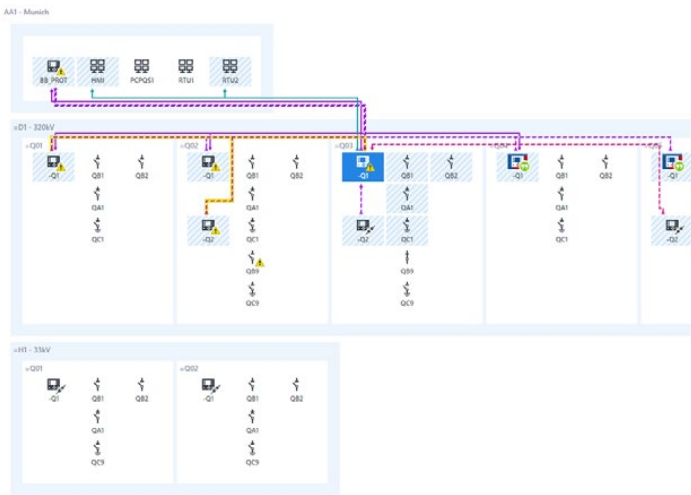 AA1 - Munich
BB_PROT HMI PCPQS1 RTU1 RTU2
=D1 - 320kV
=Q01 =Q02 =Q03
-Q1 QB1 QB2 -Q1 QB1 QB2 -Q1 QB1 QB2 -Q1 QB1 QB2 -Q1
QA1 QA1 QA1 QA1
QC1 -Q2 QC1 -Q2 QC1 QC1 -Q2
QB9 QB9
QC9 QC9
=H1 - 33kV
=Q01 =Q02
-Q1 QB1 QB2 -Q1 QB1 QB2
QA1 QA1
QC9 QC9